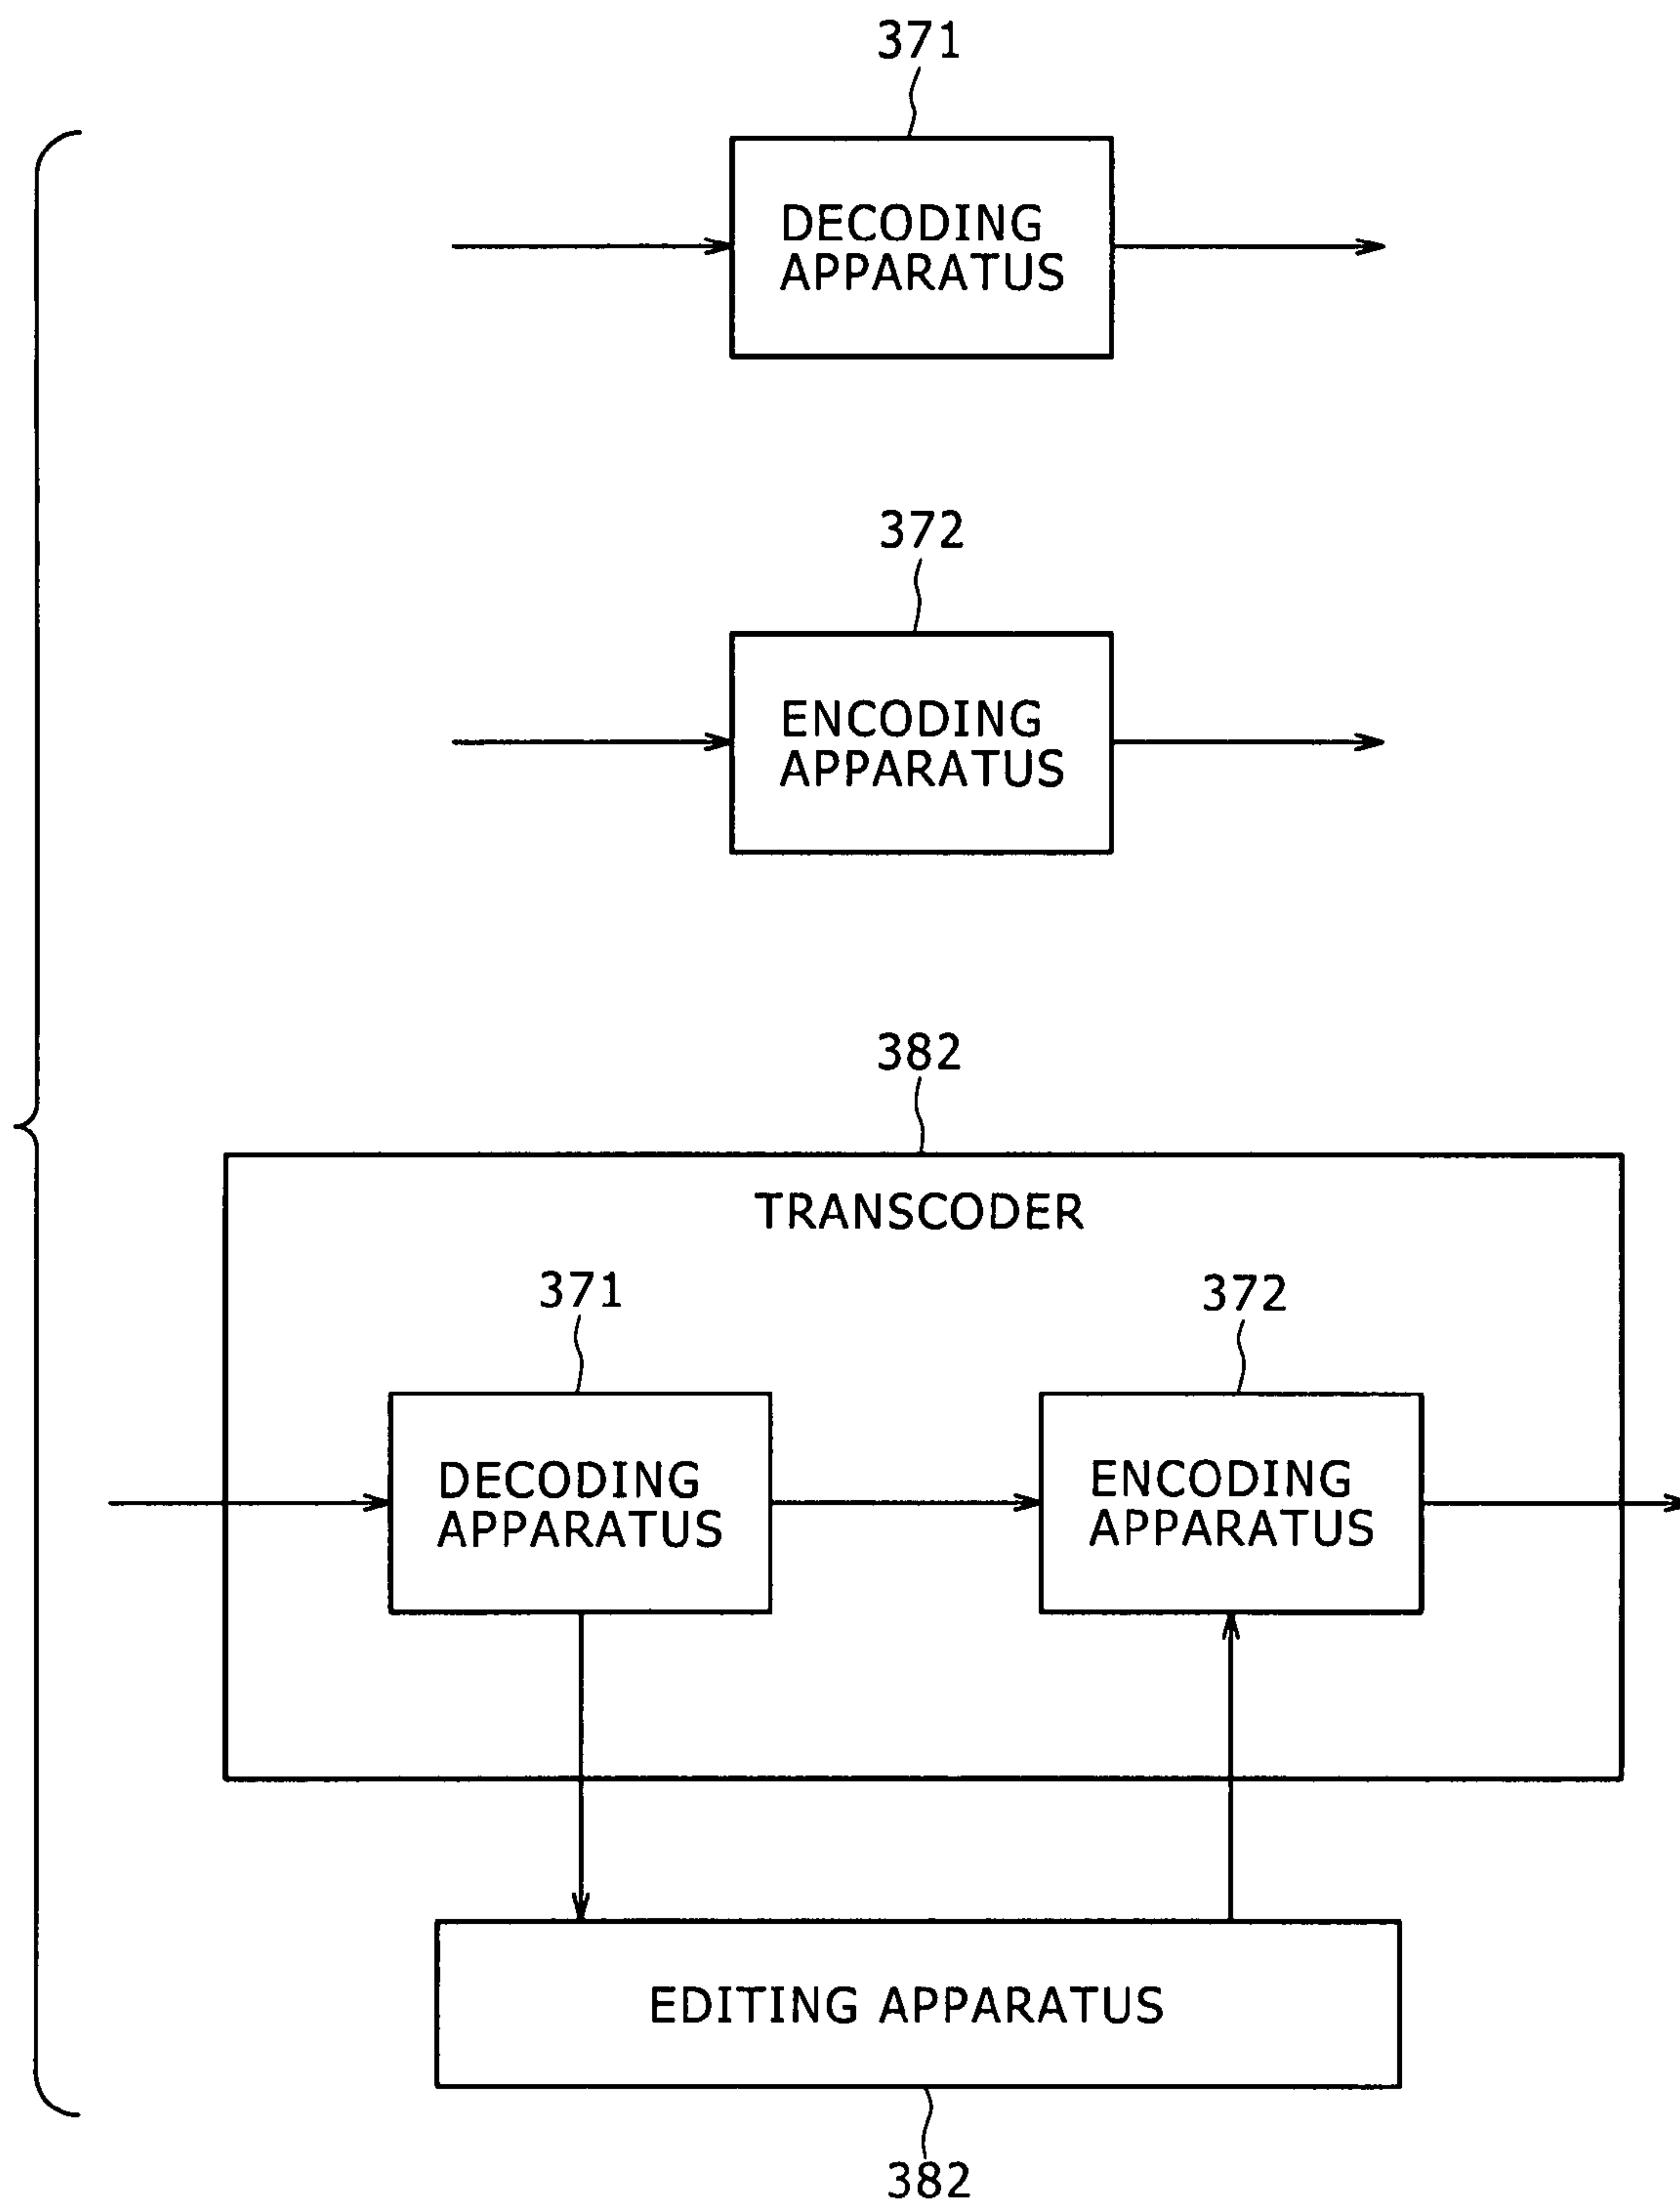 371
DECODING
APPARATUS
372
ENCODING
APPARATUS
382
TRANSCODER
371
372
DECODING
APPARATUS
ENCODING
APPARATUS
EDITING APPARATUS
382